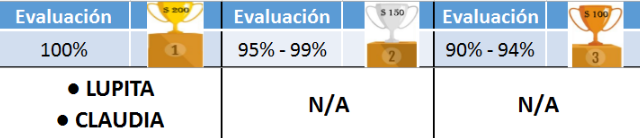 Evaluación $ 200 Evaluación $ 150 Evaluación $ 100
100% 1 95% - 99% 2 90% - 94% 3
● LUPITA
● CLAUDIA
N/A
N/A